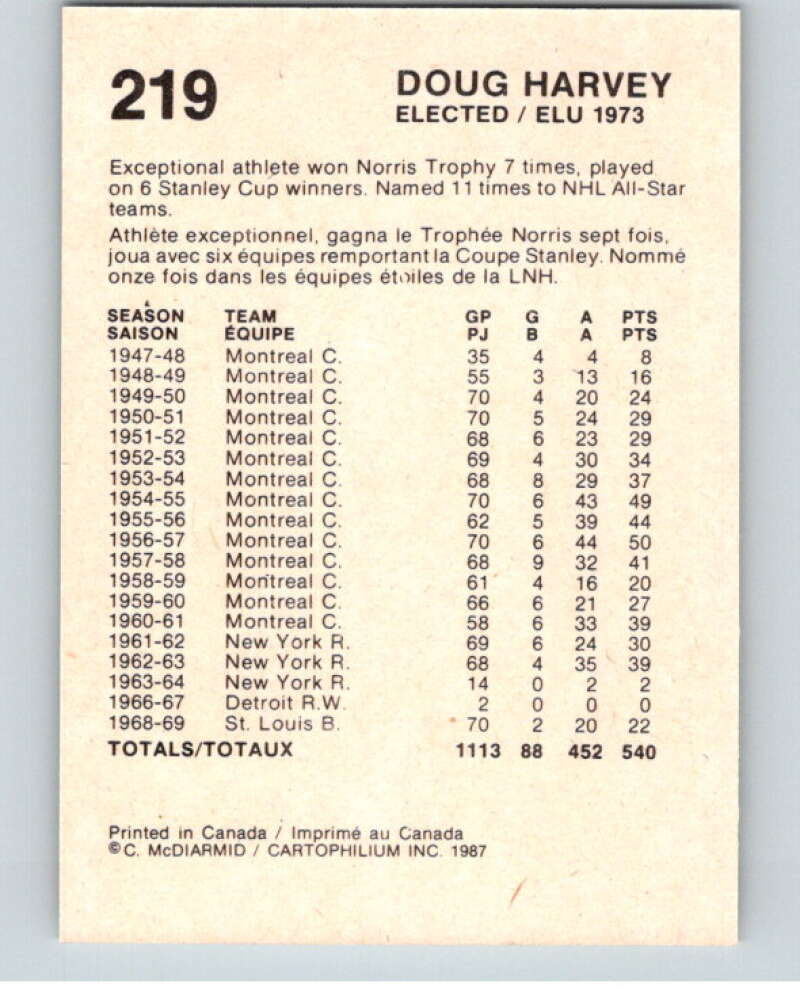 219
DOUG HARVEY
ELECTED / ELU 1973
Exceptional athlete won Norris Trophy 7 times, played
on 6 Stanley Cup winners. Named 11 times to NHL All-Star
teams.
Athlète exceptionnel, gagna le Trophée Norris sept fois,
joua avec six équipes remportant la Coupe Stanley. Nommé
onze fois dans les équipes étoiles de la LNH.
SEASON TEAM GP G A PTS
SAISON ÉQUIPE PJ B A PTS
1947-48 Montreal C. 35 4 4 8
1948-49 Montreal C. 55 3 13 16
1949-50 Montreal C. 70 4 20 24
1950-51 Montreal C. 70 5 24 29
1951-52 Montreal C. 68 6 23 29
1952-53 Montreal C. 69 4 30 34
1953-54 Montreal C. 68 8 29 37
1954-55 Montreal C. 70 6 43 49
1955-56 Montreal C. 62 5 39 44
1956-57 Montreal C. 70 6 44 50
1957-58 Montreal C. 68 9 32 41
1958-59 Montreal C. 61 4 16 20
1959-60 Montreal C. 66 6 21 27
1960-61 Montreal C. 58 6 33 39
1961-62 New York R. 69 6 24 30
1962-63 New York R. 68 4 35 39
1963-64 New York R. 14 0 2 2
1966-67 Detroit R.W. 2 0 0 0
1968-69 St. Louis B. 70 2 20 22
TOTALS/TOTAUX 1113 88 452 540
Printed in Canada / Imprimé au Canada
©C. McDIARMID / CARTOPHILIUM INC. 1987